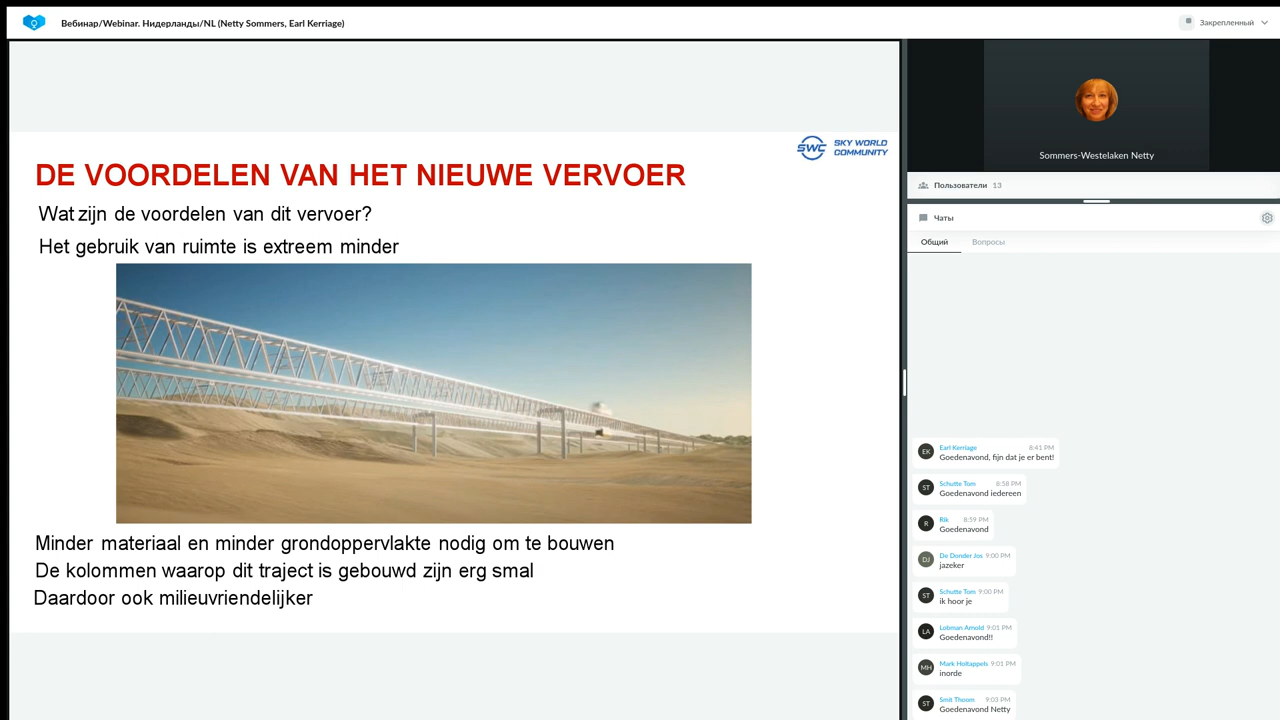 Вебинар/Webinar. Нидерланды/NL (Netty Sommers, Earl Kerriage)
Закрепленный
SWC SKY WORLD COMMUNITY
DE VOORDELEN VAN HET NIEUWE VERVOER
Wat zijn de voordelen van dit vervoer?
Het gebruik van ruimte is extreem minder
Minder materiaal en minder grondoppervlakte nodig om te bouwen
De kolommen waarop dit traject is gebouwd zijn erg smal
Daardoor ook milieuvriendelijker
Sommers-Westelaken Netty
Пользователи 13
Чаты
Общий Вопросы
EK Earl Kerriage 8:41 PM
Goedenavond, fijn dat je er bent!
ST Schutte Tom 8:58 PM
Goedenavond iedereen
R Rik 8:59 PM
Goedenavond
DJ De Donder Jos 9:00 PM
jazeker
ST Schutte Tom 9:00 PM
ik hoor je
LA Lobman Arnold 9:01 PM
Goedenavond!!
MH Mark Holtappels 9:01 PM
inorde
ST Smit Thoom 9:03 PM
Goedenavond Netty